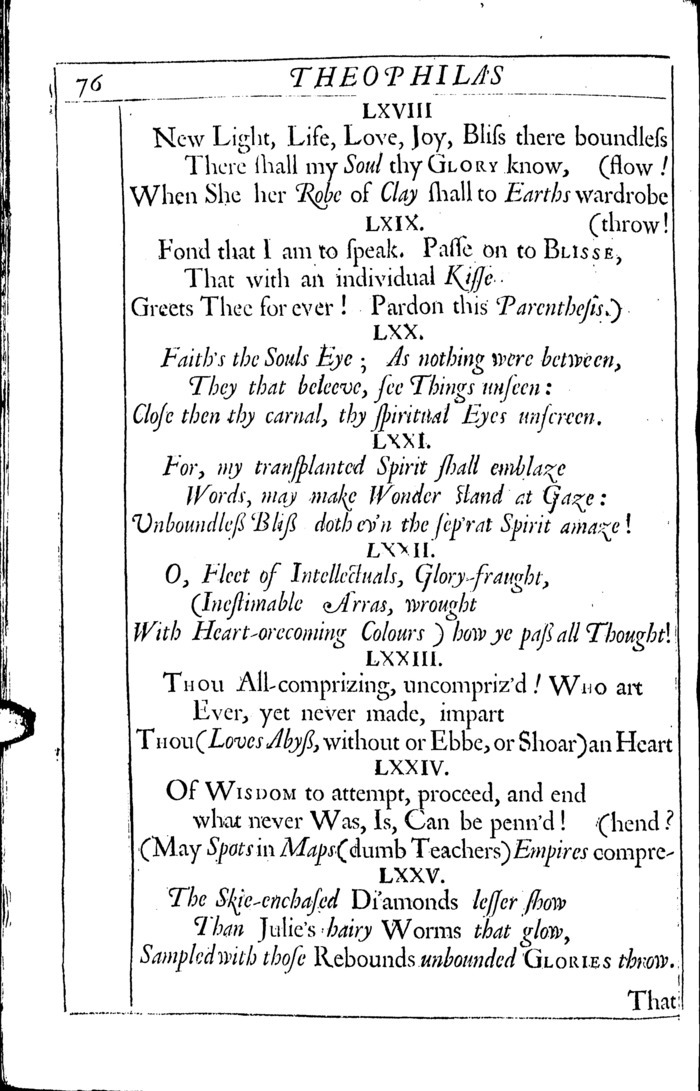 76 THEOPHILAS
LXVIII
New Light, Life, Love, Joy, Bliſs there boundleſs
There ſhall my Soul thy GLORY know, (flow !
When She her Robe of Clay ſhall to Earths wardrobe
LXIX. (throw!
Fond that I am to ſpeak. Paſſe on to BLISSE,
That with an individual Kiſſe
Greets Thee for ever ! Pardon this Parentheſis.)
LXX.
Faith's the Souls Eye ; As nothing were between,
They that beleeve, ſee Things unſeen :
Cloſe then thy carnal, thy ſpiritual Eyes unſcreen.
LXXI.
For, my tranſplanted Spirit ſhall emblaze
Words, may make Wonder ſtand at Gaze :
Unboundleß Bliß doth ev'n the ſep'rat Spirit amaze !
LXXII.
O, Fleet of Intellectuals, Glory-fraught,
(Ineſtimable Arras, wrought
With Heart-orecoming Colours ) how ye paß all Thought!
LXXIII.
THOU All-comprizing, uncompriz'd ! WHO art
Ever, yet never made, impart
THOU (Loves Abyß, without or Ebbe, or Shoar) an Heart
LXXIV.
Of WISDOM to attempt, proceed, and end
what never Was, Is, Can be penn'd ! (hend ?
(May Spots in Maps (dumb Teachers) Empires compre-
LXXV.
The Skie-enchaſed Di'amonds leſſer ſhow
Than Julie's hairy Worms that glow,
Sampled with thoſe Rebounds unbounded GLORIES throw.
That